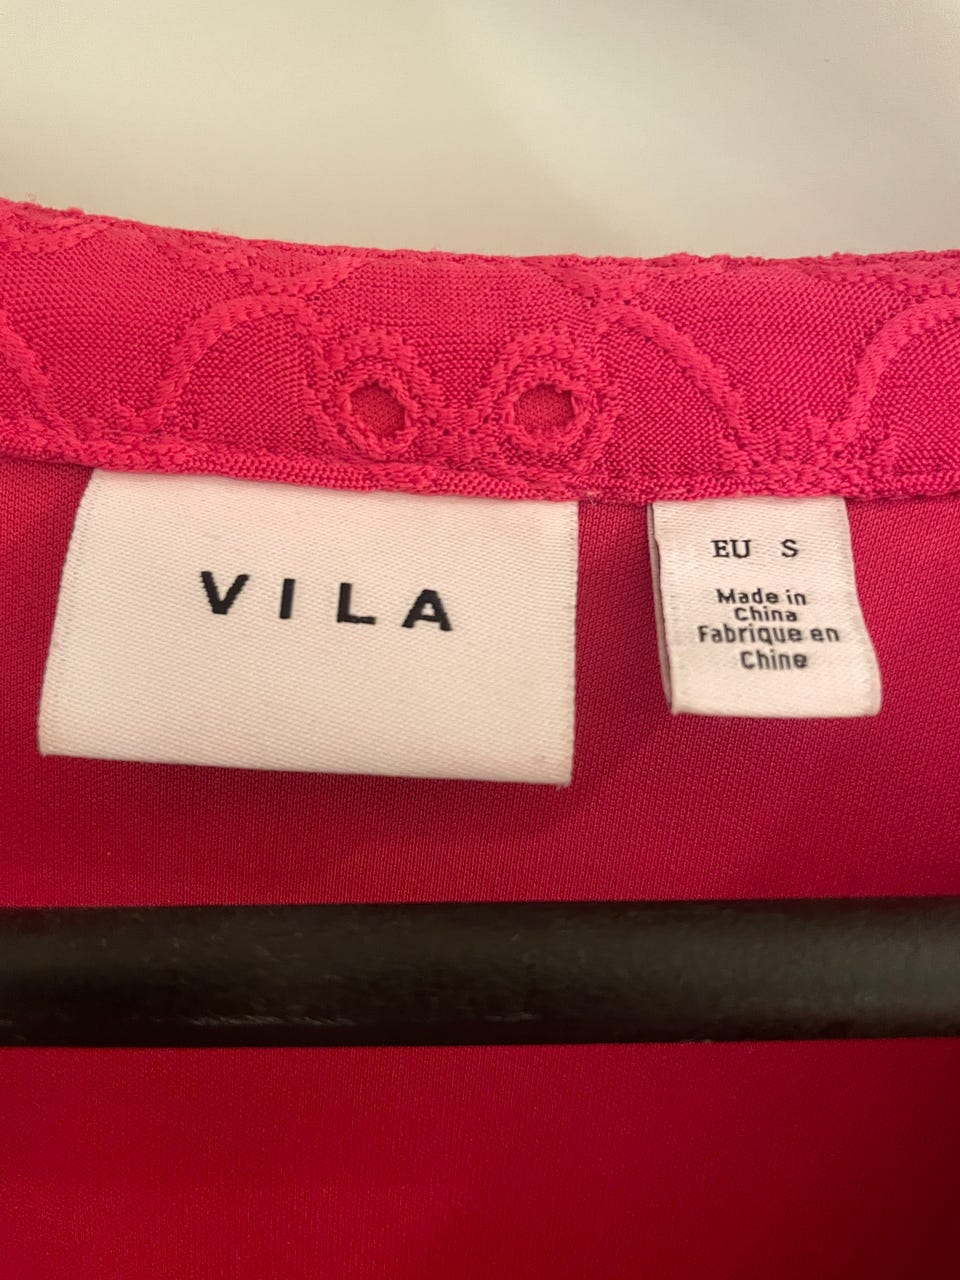 VILA
EU S
Made in
China
Fabrique en
Chine